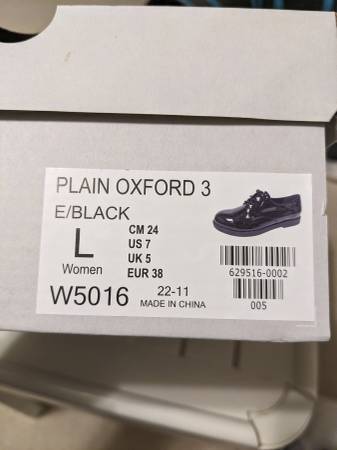 PLAIN OXFORD 3
E/BLACK
L
Women
CM 24
US 7
UK 5
EUR 38
629516-0002
W5016
22-11
MADE IN CHINA
005